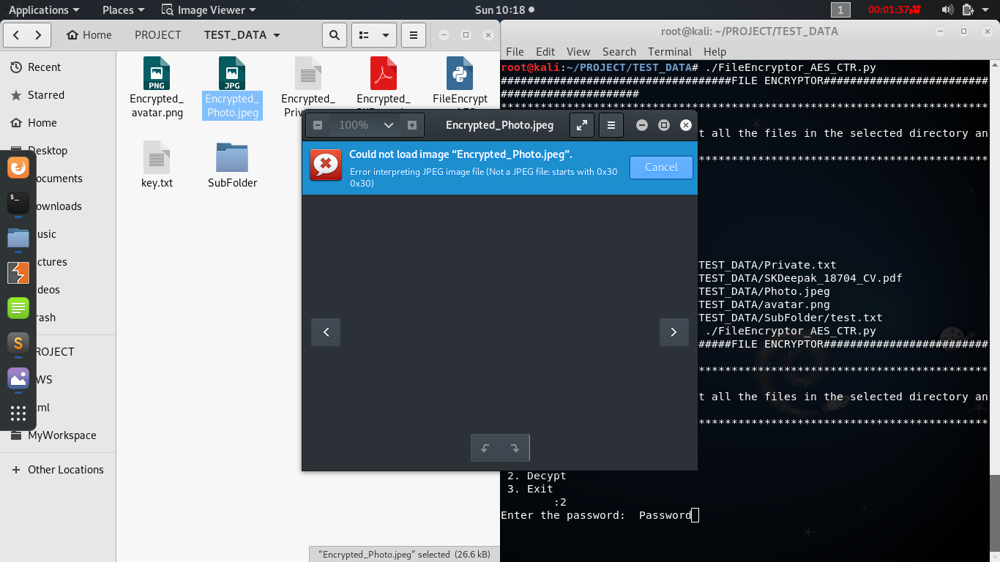 Applications Places Image Viewer Sun 10:18 1 00:01:37
Home PROJECT TEST_DATA
Recent
Starred
Home
Desktop
ocuments
ownloads
usic
ctures
deos
rash
ROJECT
WS
tml
MyWorkspace
Other Locations
PNG
Encrypted_
avatar.png
JPG
Encrypted_
Photo.jpeg
Encrypted_
Encrypted_
FileEncrypt
key.txt
SubFolder
"Encrypted_Photo.jpeg" selected (26.6 kB)
100% Encrypted_Photo.jpeg
Could not load image “Encrypted_Photo.jpeg”.
Error interpreting JPEG image file (Not a JPEG file: starts with 0x30
0x30)
Cancel
root@kali: ~/PROJECT/TEST_DATA
File Edit View Search Terminal Help
root@kali:~/PROJECT/TEST_DATA# ./FileEncryptor_AES_CTR.py
###################################FILE ENCRYPTOR#########################
#####################
**************************************************************************
t all the files in the selected directory an
********************************************
TEST_DATA/Private.txt
TEST_DATA/SKDeepak_18704_CV.pdf
TEST_DATA/Photo.jpeg
TEST_DATA/avatar.png
TEST_DATA/SubFolder/test.txt
./FileEncryptor_AES_CTR.py
#####FILE ENCRYPTOR#########################
********************************************
t all the files in the selected directory an
********************************************
2. Decypt
3. Exit
:2
Enter the password: Password